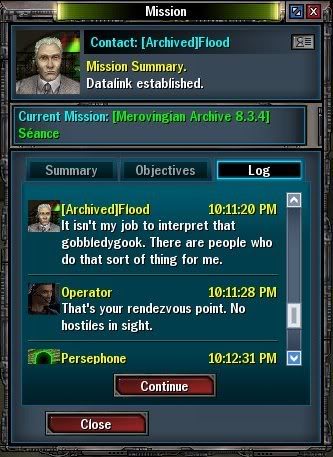 Mission
Contact: [Archived]Flood
Mission Summary.
Datalink established.
Current Mission: [Merovingian Archive 8.3.4]
Séance
Summary
Objectives
Log
[Archived]Flood 10:11:20 PM
It isn't my job to interpret that
gobbledygook. There are people who
do that sort of thing for me.
Operator 10:11:28 PM
That's your rendezvous point. No
hostiles in sight.
Persephone 10:12:31 PM
Continue
Close